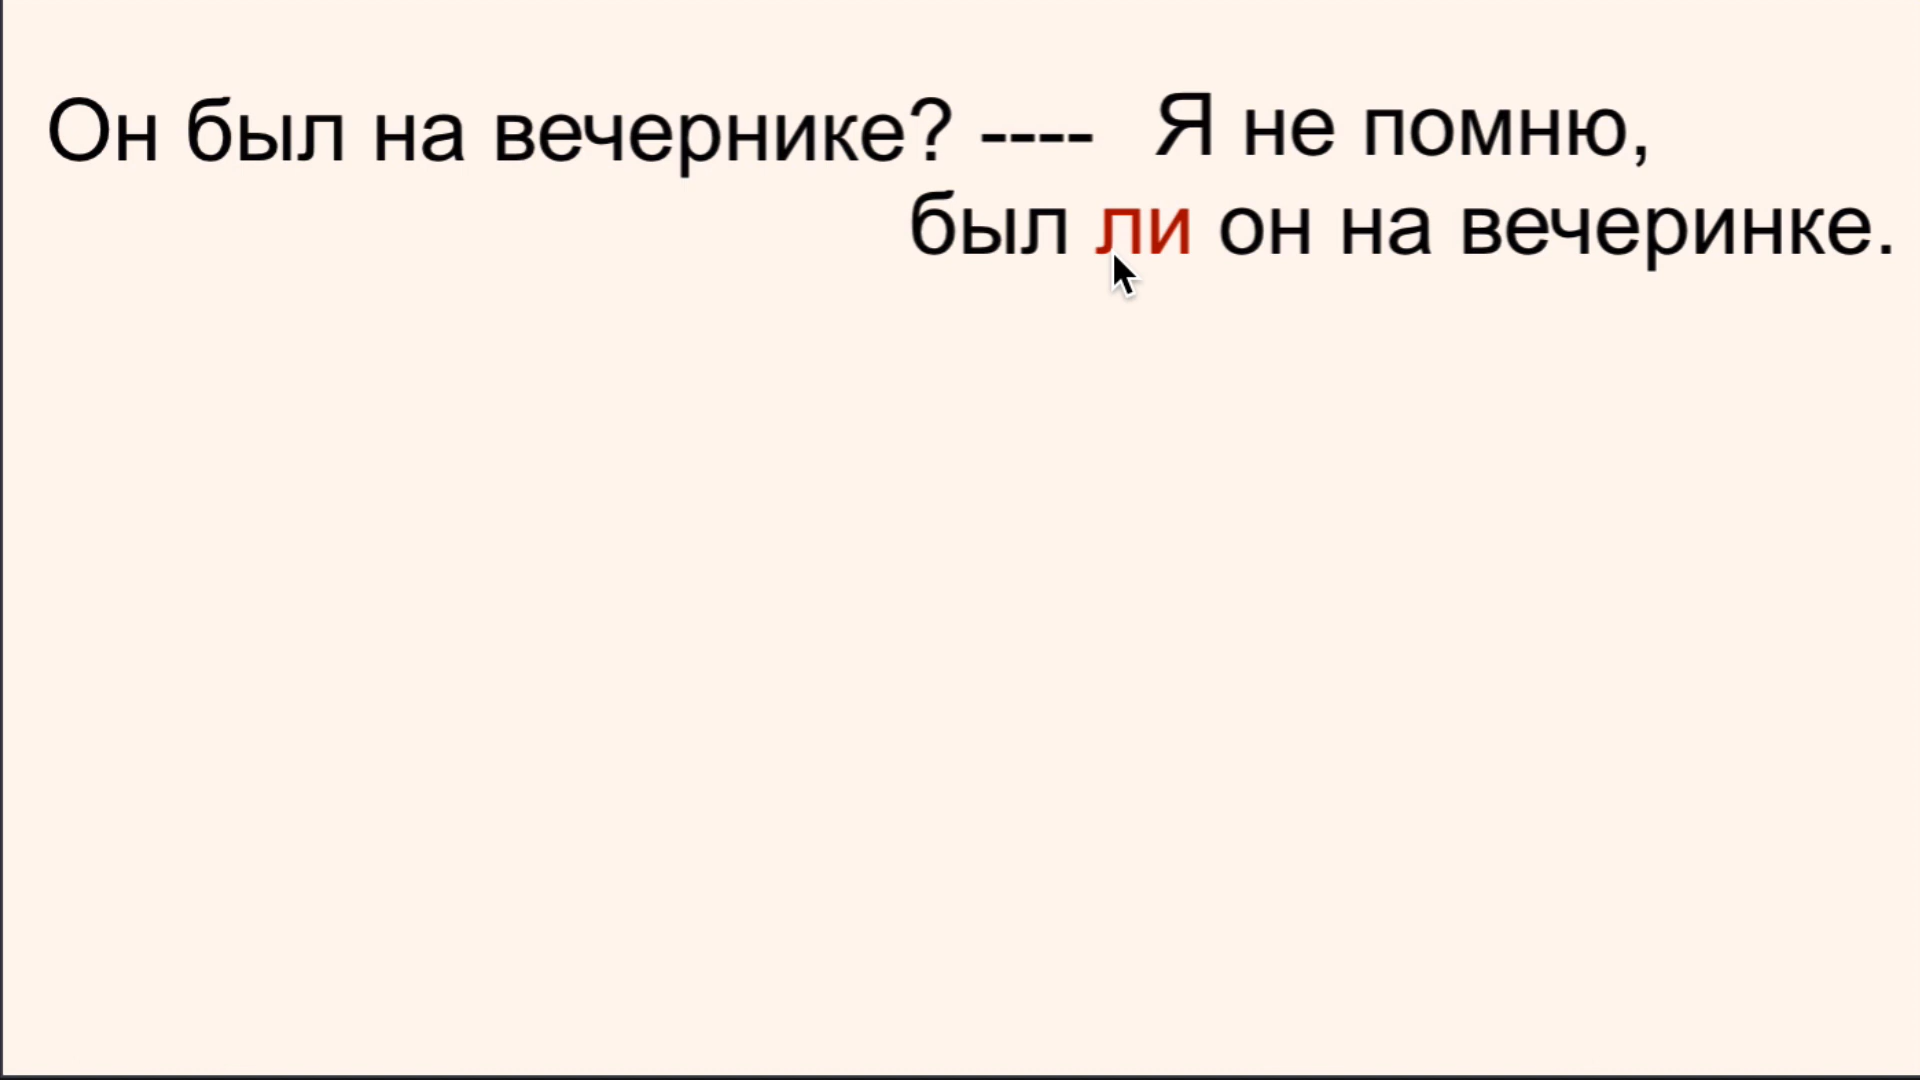 Он был на вечернике? ---- Я не помню,
был ли он на вечеринке.